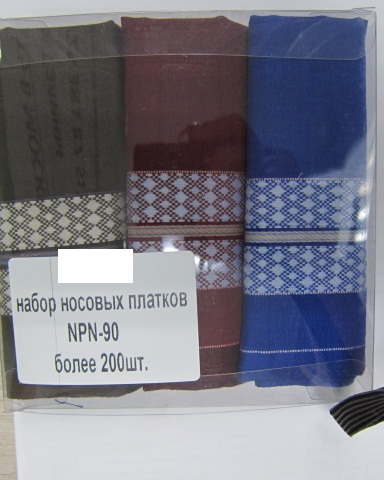 набор носовых платков
NPN-90
более 200шт.